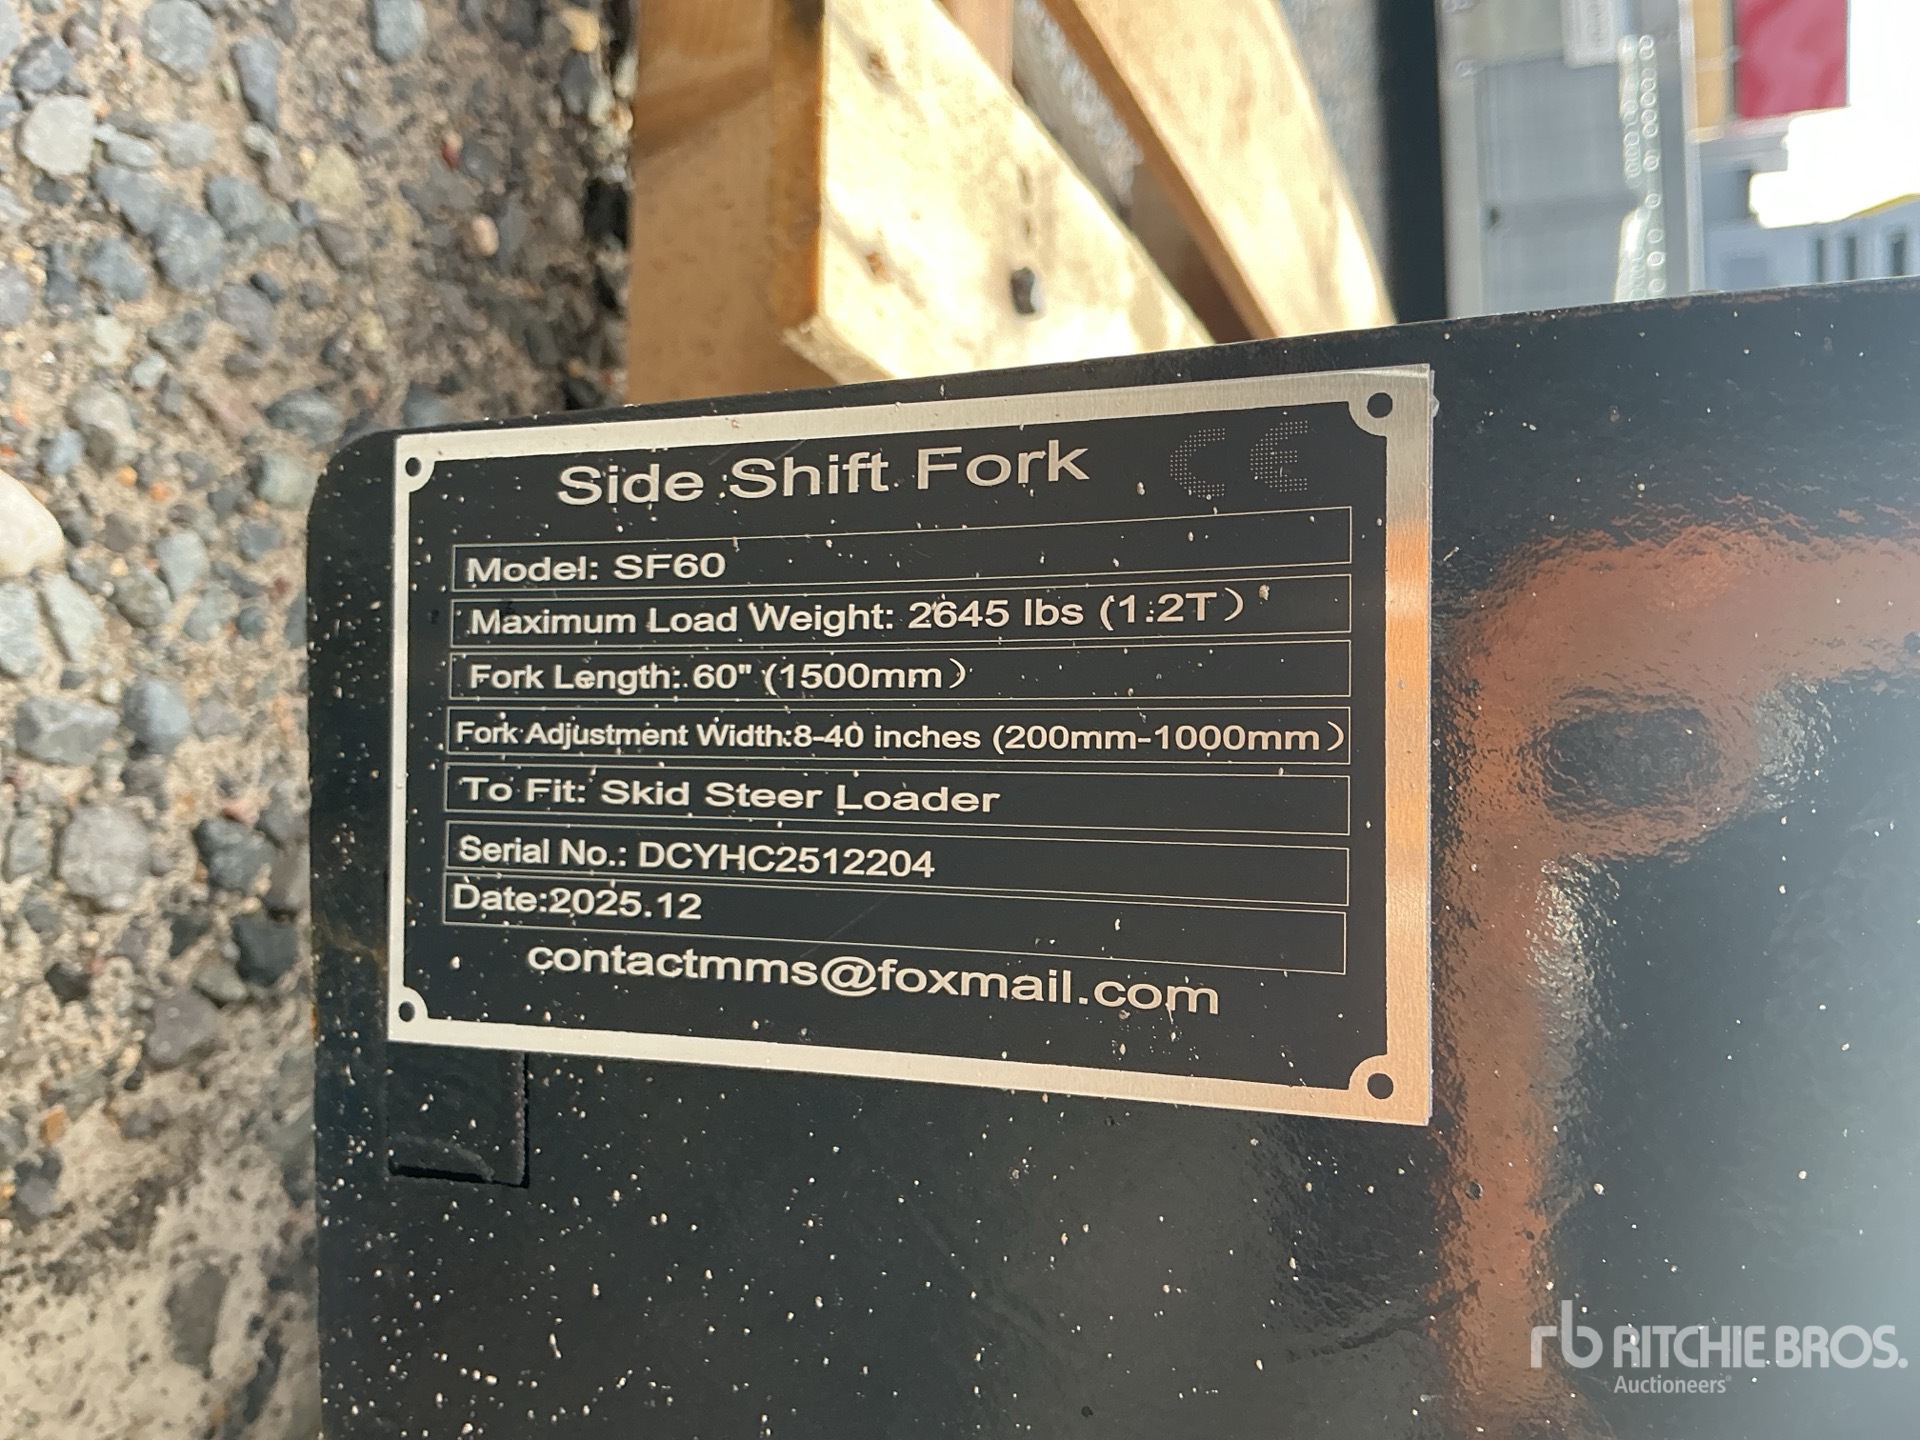 Side Shift Fork CE
Model: SF60
Maximum Load Weight: 2645 lbs (1.2T)
Fork Length: 60" (1500mm)
Fork Adjustment Width:8-40 inches (200mm-1000mm)
To Fit: Skid Steer Loader
Serial No.: DCYHC2512204
Date:2025.12
contactmms@foxmail.com
rb RITCHIE BROS.
Auctioneers